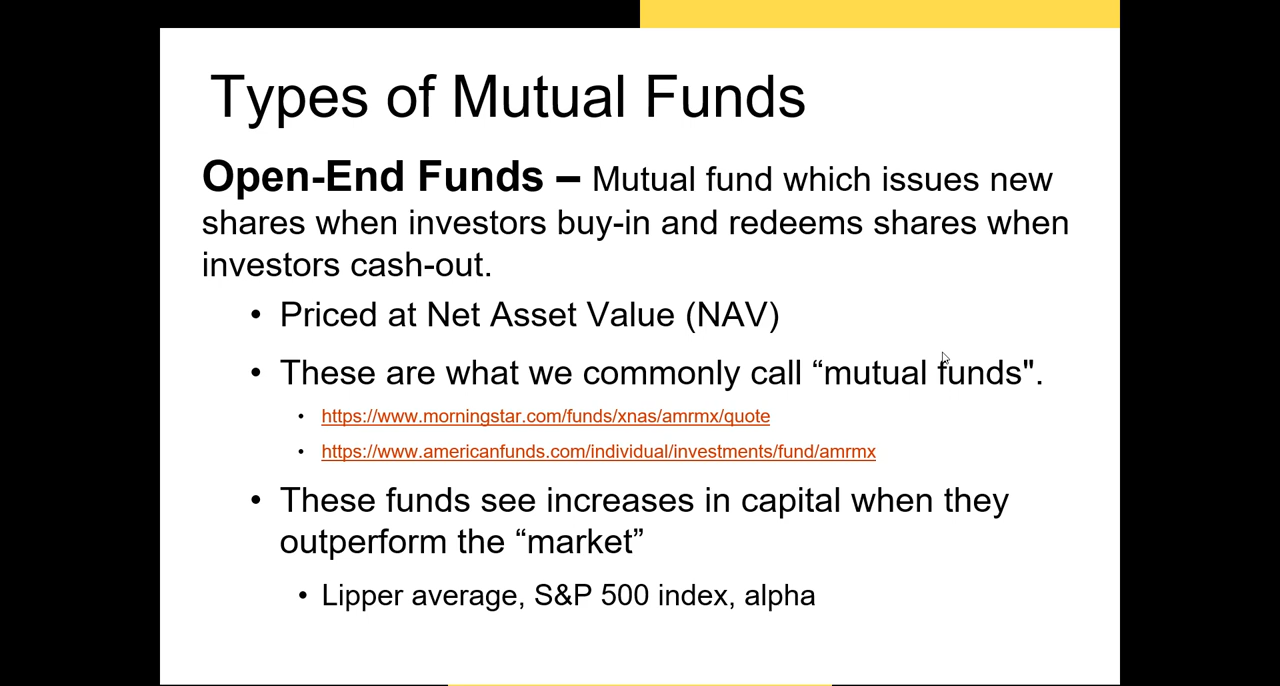 Types of Mutual Funds
Open-End Funds – Mutual fund which issues new
shares when investors buy-in and redeems shares when
investors cash-out.
• Priced at Net Asset Value (NAV)
• These are what we commonly call “mutual funds".
• https://www.morningstar.com/funds/xnas/amrmx/quote
• https://www.americanfunds.com/individual/investments/fund/amrmx
• These funds see increases in capital when they
outperform the “market”
• Lipper average, S&P 500 index, alpha